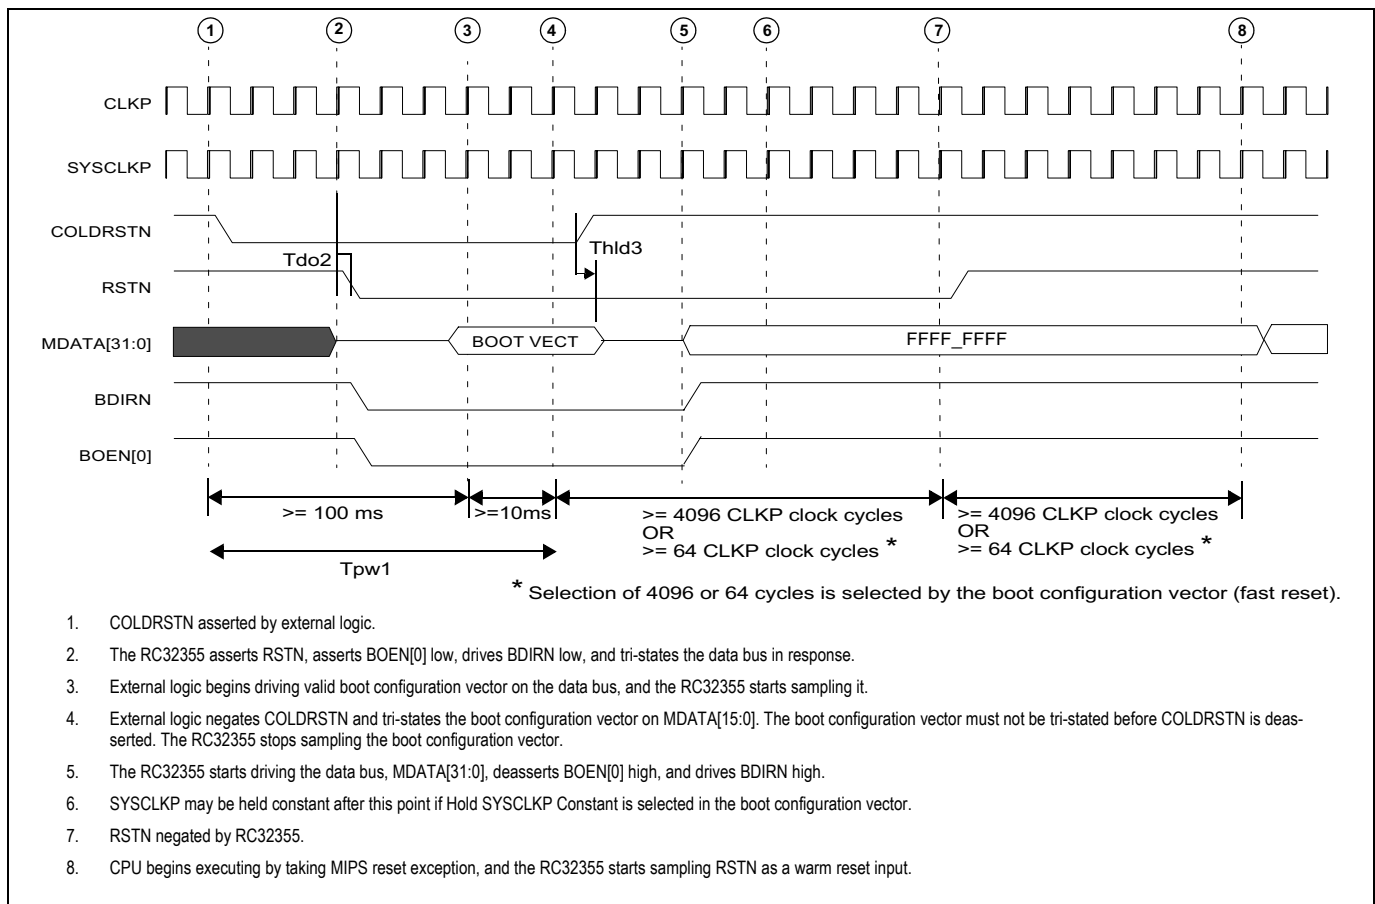 1 2 3 4 5 6 7 8
CLKP
SYSCLKP
COLDRSTN
Thld3
Tdo2
RSTN
MDATA[31:0]
BOOT VECT
FFFF_FFFF
BDIRN
BOEN[0]
>= 100 ms
>=10ms
>= 4096 CLKP clock cycles
OR
>= 64 CLKP clock cycles *
>= 4096 CLKP clock cycles
OR
>= 64 CLKP clock cycles *
Tpw1
* Selection of 4096 or 64 cycles is selected by the boot configuration vector (fast reset).
1. COLDRSTN asserted by external logic.
2. The RC32355 asserts RSTN, asserts BOEN[0] low, drives BDIRN low, and tri-states the data bus in response.
3. External logic begins driving valid boot configuration vector on the data bus, and the RC32355 starts sampling it.
4. External logic negates COLDRSTN and tri-states the boot configuration vector on MDATA[15:0]. The boot configuration vector must not be tri-stated before COLDRSTN is deas-
serted. The RC32355 stops sampling the boot configuration vector.
5. The RC32355 starts driving the data bus, MDATA[31:0], deasserts BOEN[0] high, and drives BDIRN high.
6. SYSCLKP may be held constant after this point if Hold SYSCLKP Constant is selected in the boot configuration vector.
7. RSTN negated by RC32355.
8. CPU begins executing by taking MIPS reset exception, and the RC32355 starts sampling RSTN as a warm reset input.